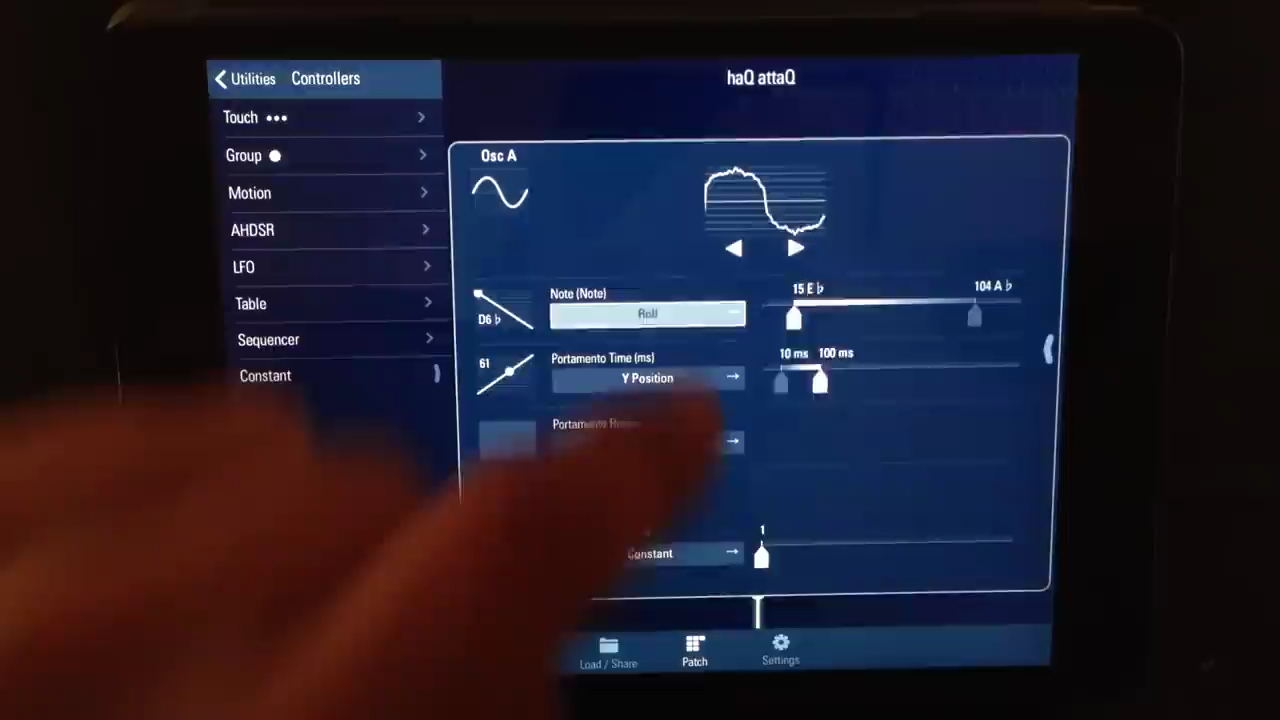 Utilities Controllers
haQ attaQ
Touch
Group
Motion
AHDSR
LFO
Table
Sequencer
Constant
Osc A
Note (Note)
Roll
D6 ♭
15 E ♭
104 A ♭
Portamento Time (ms)
61
Y Position
10 ms 100 ms
Portamento
1
Constant
Load / Share
Patch
Settings